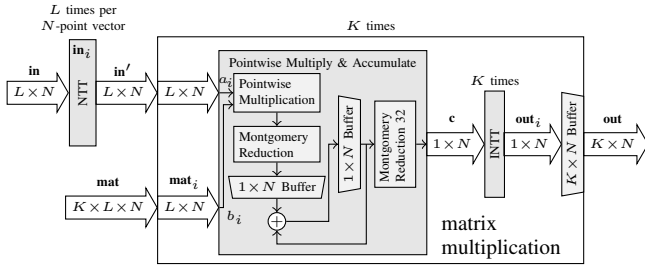 L times per
N-point vector
K times
in
L × N
NTT
in_i
in′
L × N
L × N
Pointwise Multiply & Accumulate
a_i
Pointwise
Multiplication
Montgomery
Reduction
1 × N Buffer
b_i
+
1 × N Buffer
Montgomery
Reduction 32
mat
K × L × N
mat_i
L × N
c
1 × N
K times
INTT
out_i
1 × N
K × N Buffer
out
K × N
matrix
multiplication